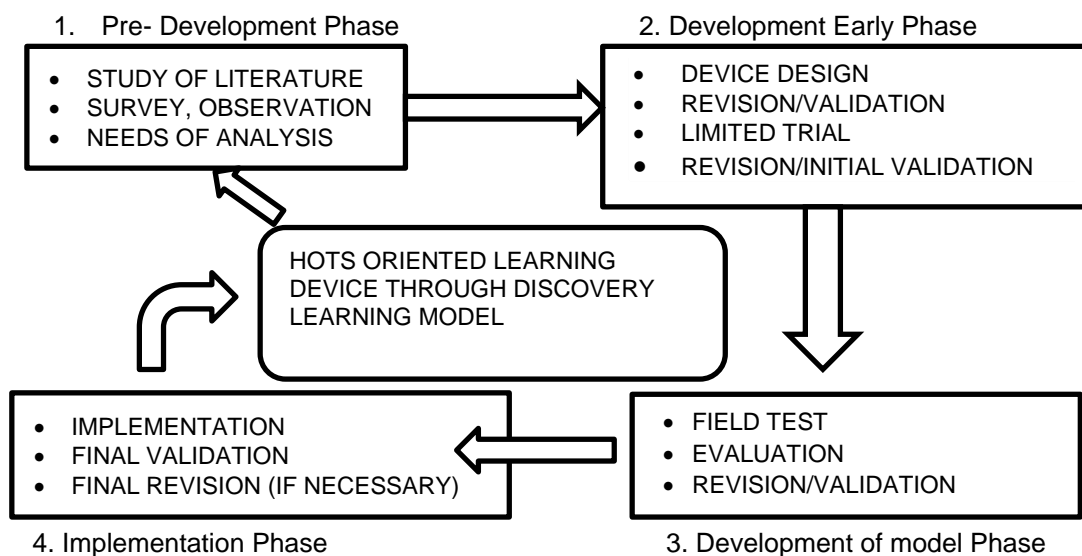 1. Pre- Development Phase
• STUDY OF LITERATURE
• SURVEY, OBSERVATION
• NEEDS OF ANALYSIS
2. Development Early Phase
• DEVICE DESIGN
• REVISION/VALIDATION
• LIMITED TRIAL
• REVISION/INITIAL VALIDATION
HOTS ORIENTED LEARNING
DEVICE THROUGH DISCOVERY
LEARNING MODEL
• IMPLEMENTATION
• FINAL VALIDATION
• FINAL REVISION (IF NECESSARY)
4. Implementation Phase
• FIELD TEST
• EVALUATION
• REVISION/VALIDATION
3. Development of model Phase